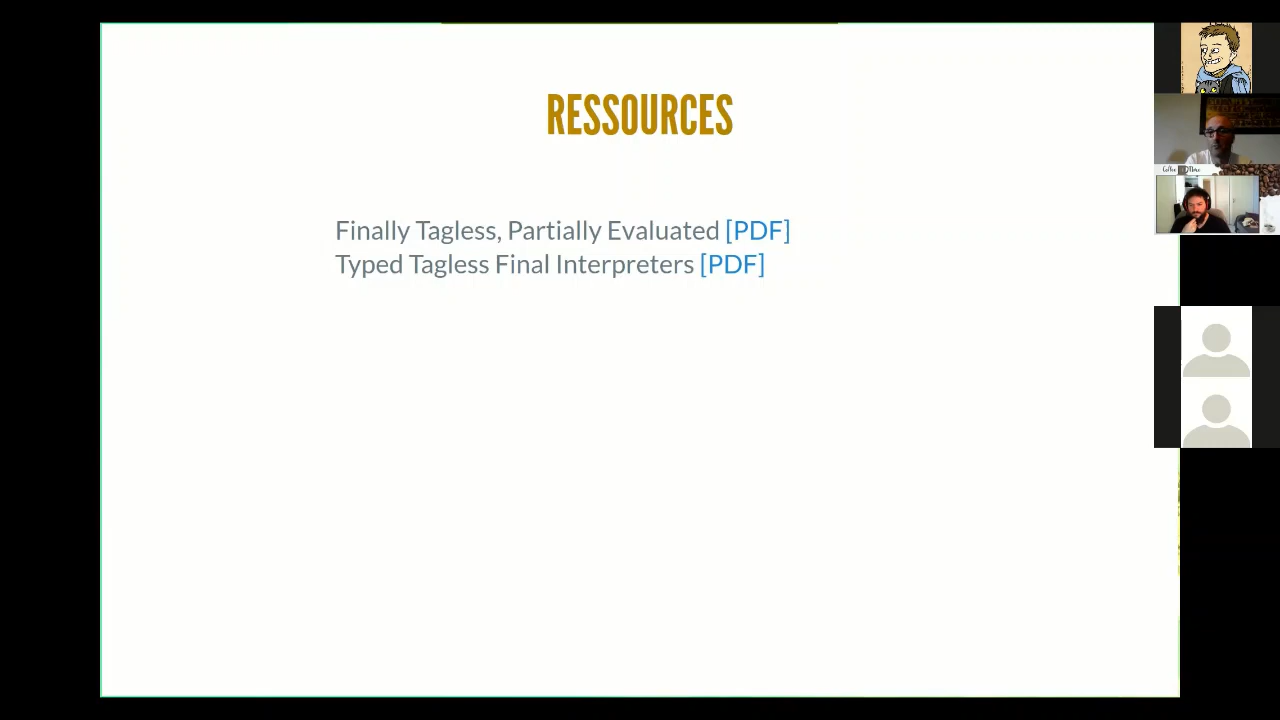 RESSOURCES
Finally Tagless, Partially Evaluated [PDF]
Typed Tagless Final Interpreters [PDF]